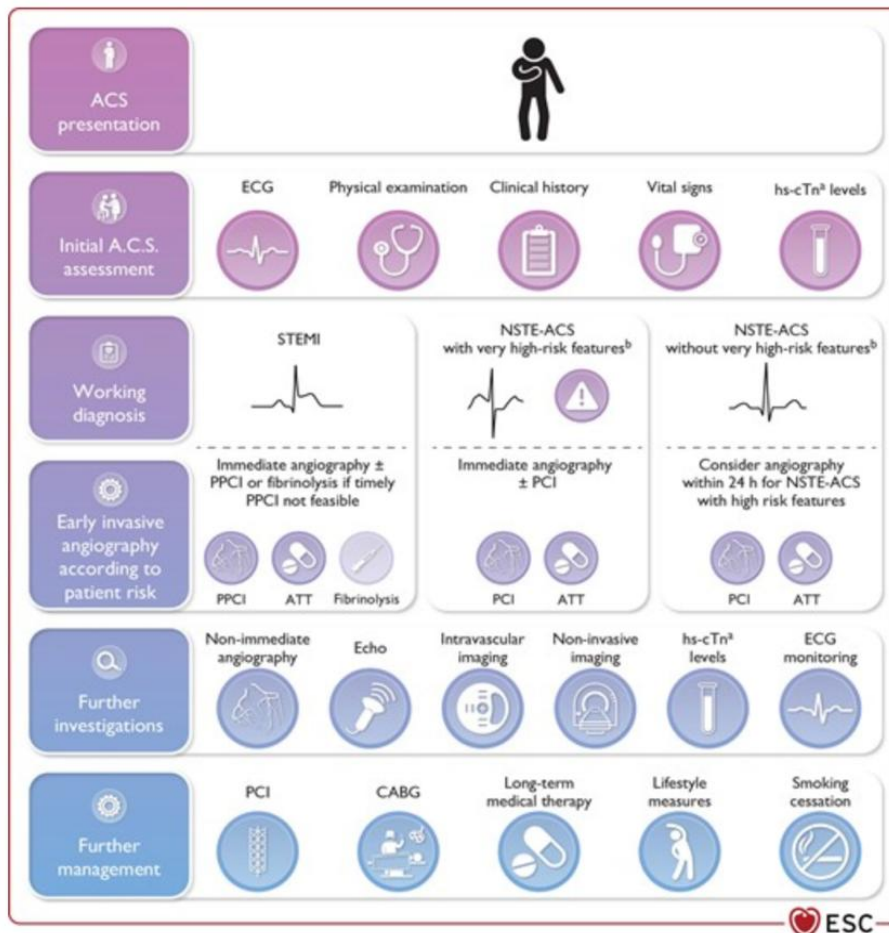 ACS
presentation
Initial A.C.S.
assessment
ECG
Physical examination
Clinical history
Vital signs
hs-cTnᵃ levels
Working
diagnosis
STEMI
NSTE-ACS
with very high-risk featuresᵇ
NSTE-ACS
without very high-risk featuresᵇ
Early invasive
angiography
according to
patient risk
Immediate angiography ±
PPCI or fibrinolysis if timely
PPCI not feasible
PPCI
ATT
Fibrinolysis
Immediate angiography
± PCI
PCI
ATT
Consider angiography
within 24 h for NSTE-ACS
with high risk features
PCI
ATT
Further
investigations
Non-immediate
angiography
Echo
Intravascular
imaging
Non-invasive
imaging
hs-cTnᵃ
levels
ECG
monitoring
Further
management
PCI
CABG
Long-term
medical therapy
Lifestyle
measures
Smoking
cessation
ESC